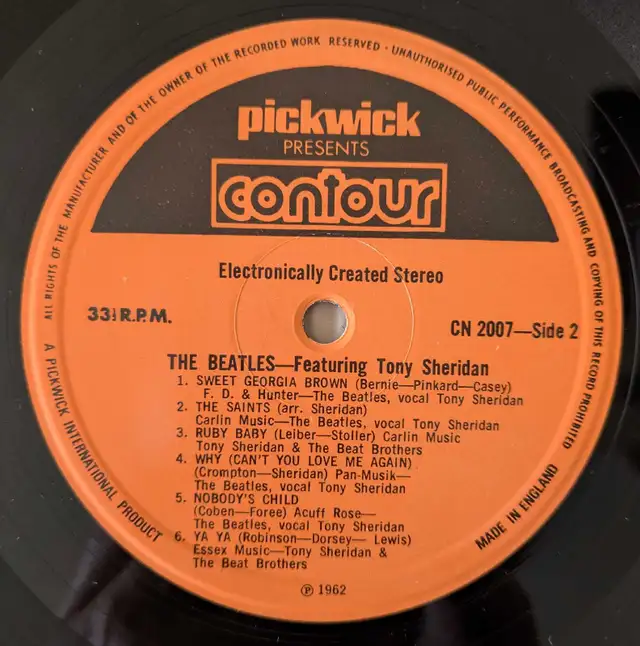 ALL RIGHTS OF THE MANUFACTURER AND OF THE OWNER OF THE RECORDED WORK RESERVED · UNAUTHORISED PUBLIC PERFORMANCE BROADCASTING AND COPYING OF THIS RECORD PROHIBITED
pickwick
PRESENTS
contour
Electronically Created Stereo
33⅓ R.P.M.
CN 2007—Side 2
THE BEATLES—Featuring Tony Sheridan
1. SWEET GEORGIA BROWN (Bernie—Pinkard—Casey)
F. D. & Hunter—The Beatles, vocal Tony Sheridan
2. THE SAINTS (arr. Sheridan)
Carlin Music—The Beatles, vocal Tony Sheridan
3. RUBY BABY (Leiber—Stoller) Carlin Music
Tony Sheridan & The Beat Brothers
4. WHY (CAN'T YOU LOVE ME AGAIN)
(Crompton—Sheridan) Pan-Musik—
The Beatles, vocal Tony Sheridan
5. NOBODY'S CHILD
(Coben—Foree) Acuff Rose—
The Beatles, vocal Tony Sheridan
6. YA YA (Robinson—Dorsey— Lewis)
Essex Music—Tony Sheridan &
The Beat Brothers
℗ 1962
A PICKWICK INTERNATIONAL PRODUCT
MADE IN ENGLAND